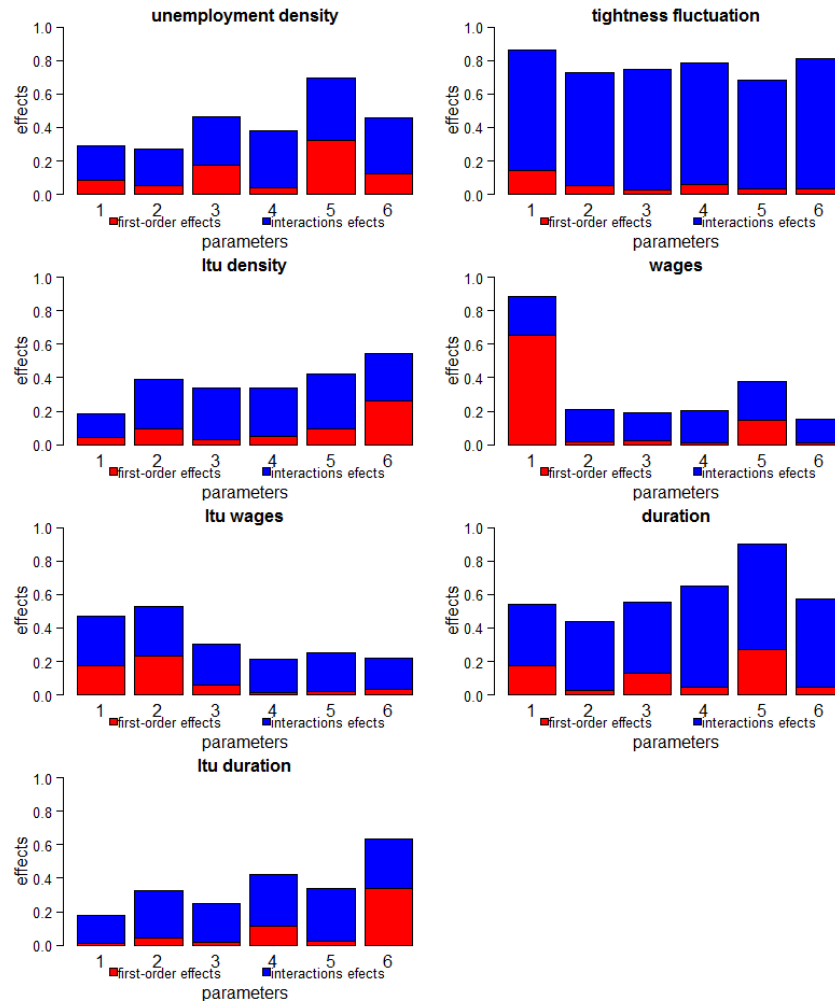 unemployment density
1.0
0.8
0.6
0.4
0.2
0.0
effects
1 2 3 4 5 6
first-order effects interactions efects
parameters
tightness fluctuation
1.0
0.8
0.6
0.4
0.2
0.0
effects
1 2 3 4 5 6
first-order effects interactions efects
parameters
ltu density
1.0
0.8
0.6
0.4
0.2
0.0
effects
1 2 3 4 5 6
first-order effects interactions efects
parameters
wages
1.0
0.8
0.6
0.4
0.2
0.0
effects
1 2 3 4 5 6
first-order effects interactions efects
parameters
ltu wages
1.0
0.8
0.6
0.4
0.2
0.0
effects
1 2 3 4 5 6
first-order effects interactions efects
parameters
duration
1.0
0.8
0.6
0.4
0.2
0.0
effects
1 2 3 4 5 6
first-order effects interactions efects
parameters
ltu duration
1.0
0.8
0.6
0.4
0.2
0.0
effects
1 2 3 4 5 6
first-order effects interactions efects
parameters